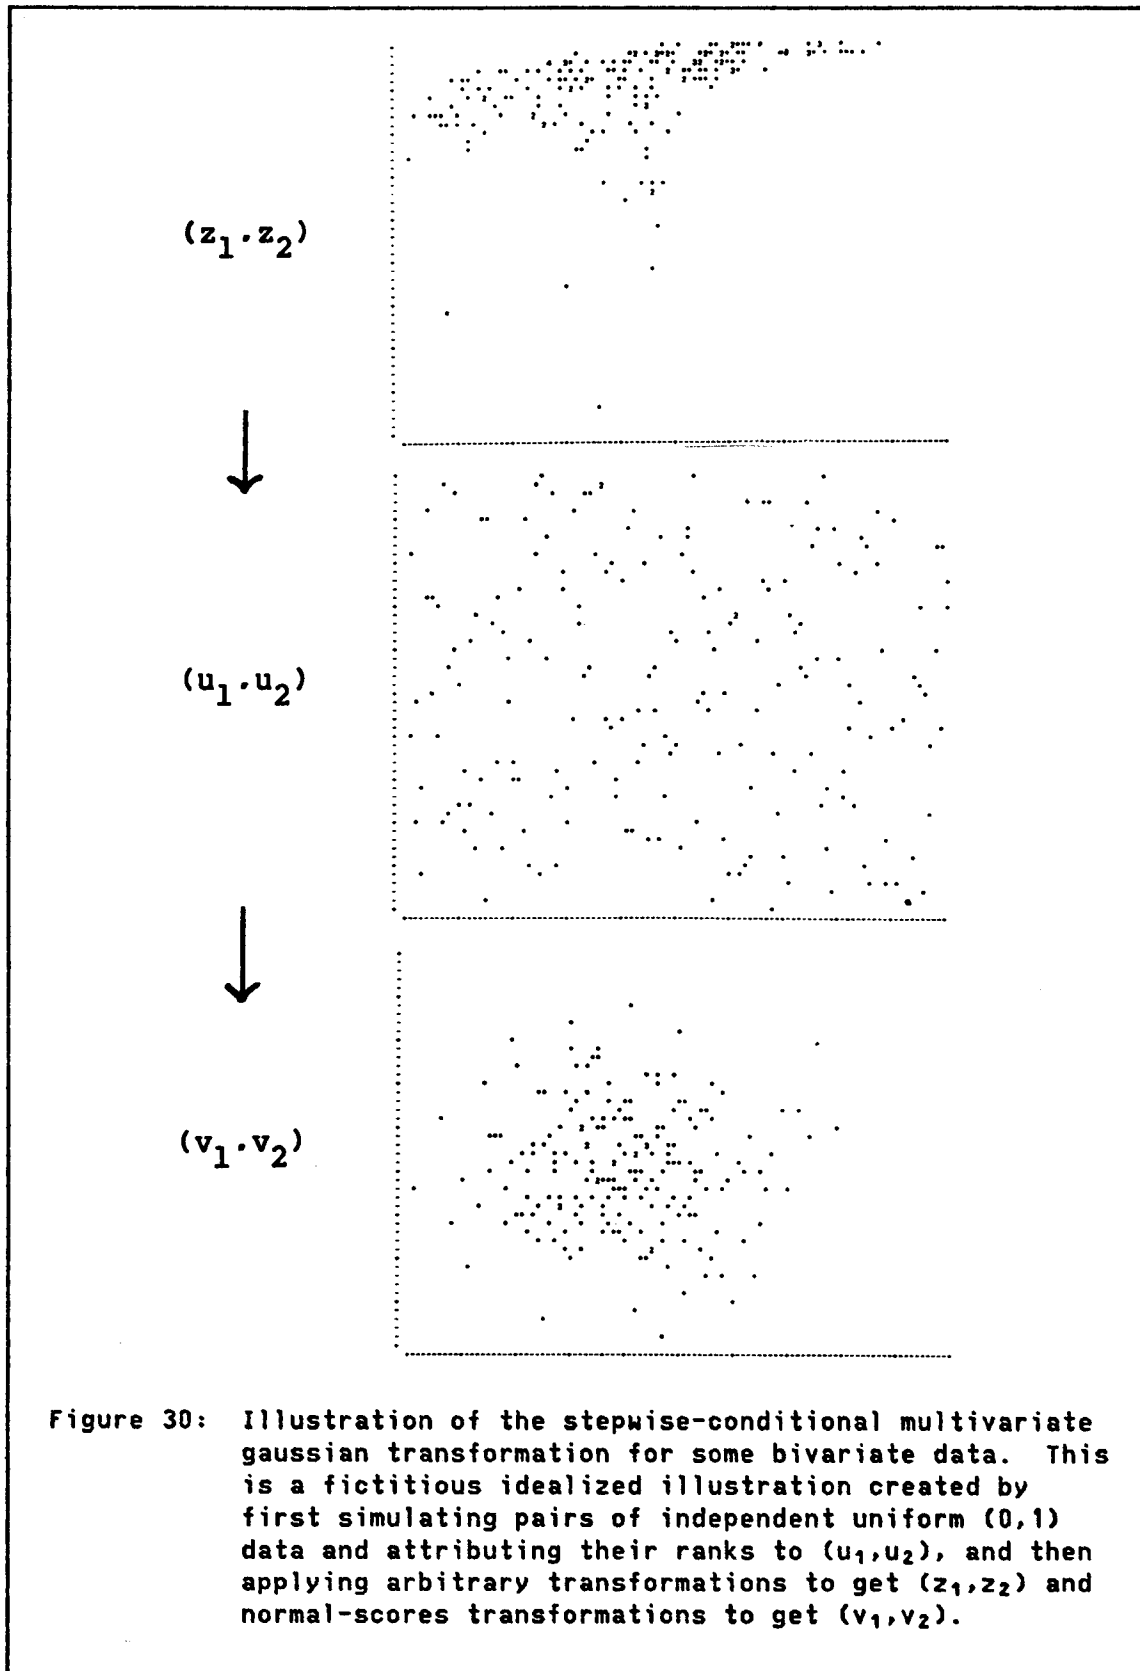 (z₁.z₂)
(u₁.u₂)
(v₁.v₂)
Figure 30: Illustration of the stepwise-conditional multivariate
gaussian transformation for some bivariate data. This
is a fictitious idealized illustration created by
first simulating pairs of independent uniform (0,1)
data and attributing their ranks to (u₁,u₂), and then
applying arbitrary transformations to get (z₁,z₂) and
normal-scores transformations to get (v₁,v₂).